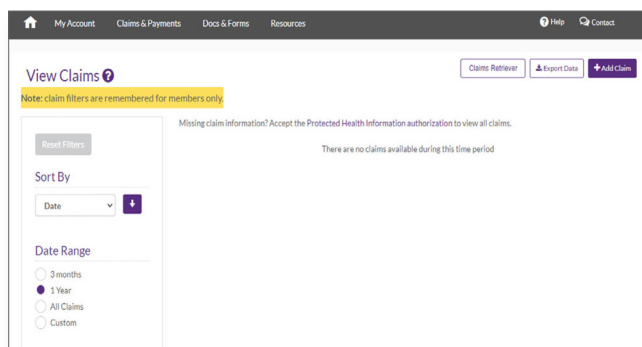 My Account Claims & Payments Docs & Forms Resources Help Contact
View Claims
Claims Retriever Export Data Add Claim
Note: claim filters are remembered for members only.
Missing claim information? Accept the Protected Health Information authorization to view all claims.
There are no claims available during this time period
Reset Filters
Sort By
Date
Date Range
3 months
1 Year
All Claims
Custom